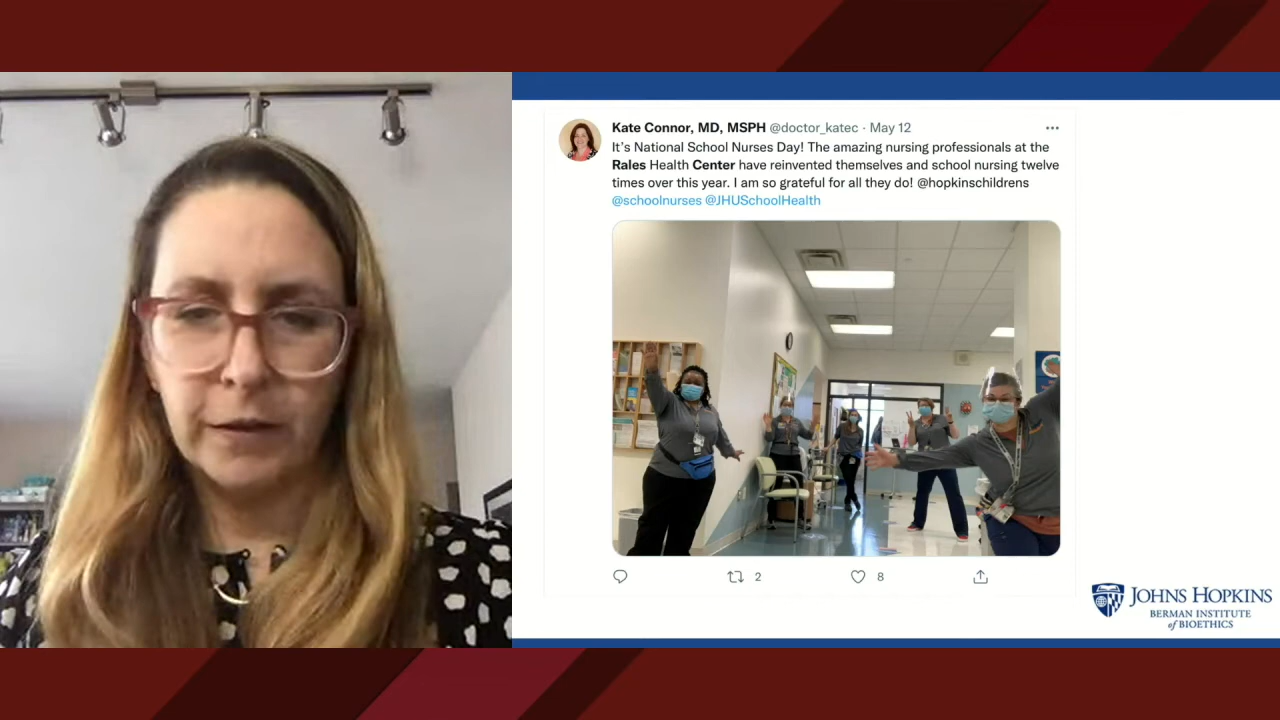 Kate Connor, MD, MSPH @doctor_katec · May 12
It's National School Nurses Day! The amazing nursing professionals at the
Rales Health Center have reinvented themselves and school nursing twelve
times over this year. I am so grateful for all they do! @hopkinschildrens
@schoolnurses @JHUSchoolHealth
2
8
JOHNS HOPKINS
BERMAN INSTITUTE
of BIOETHICS